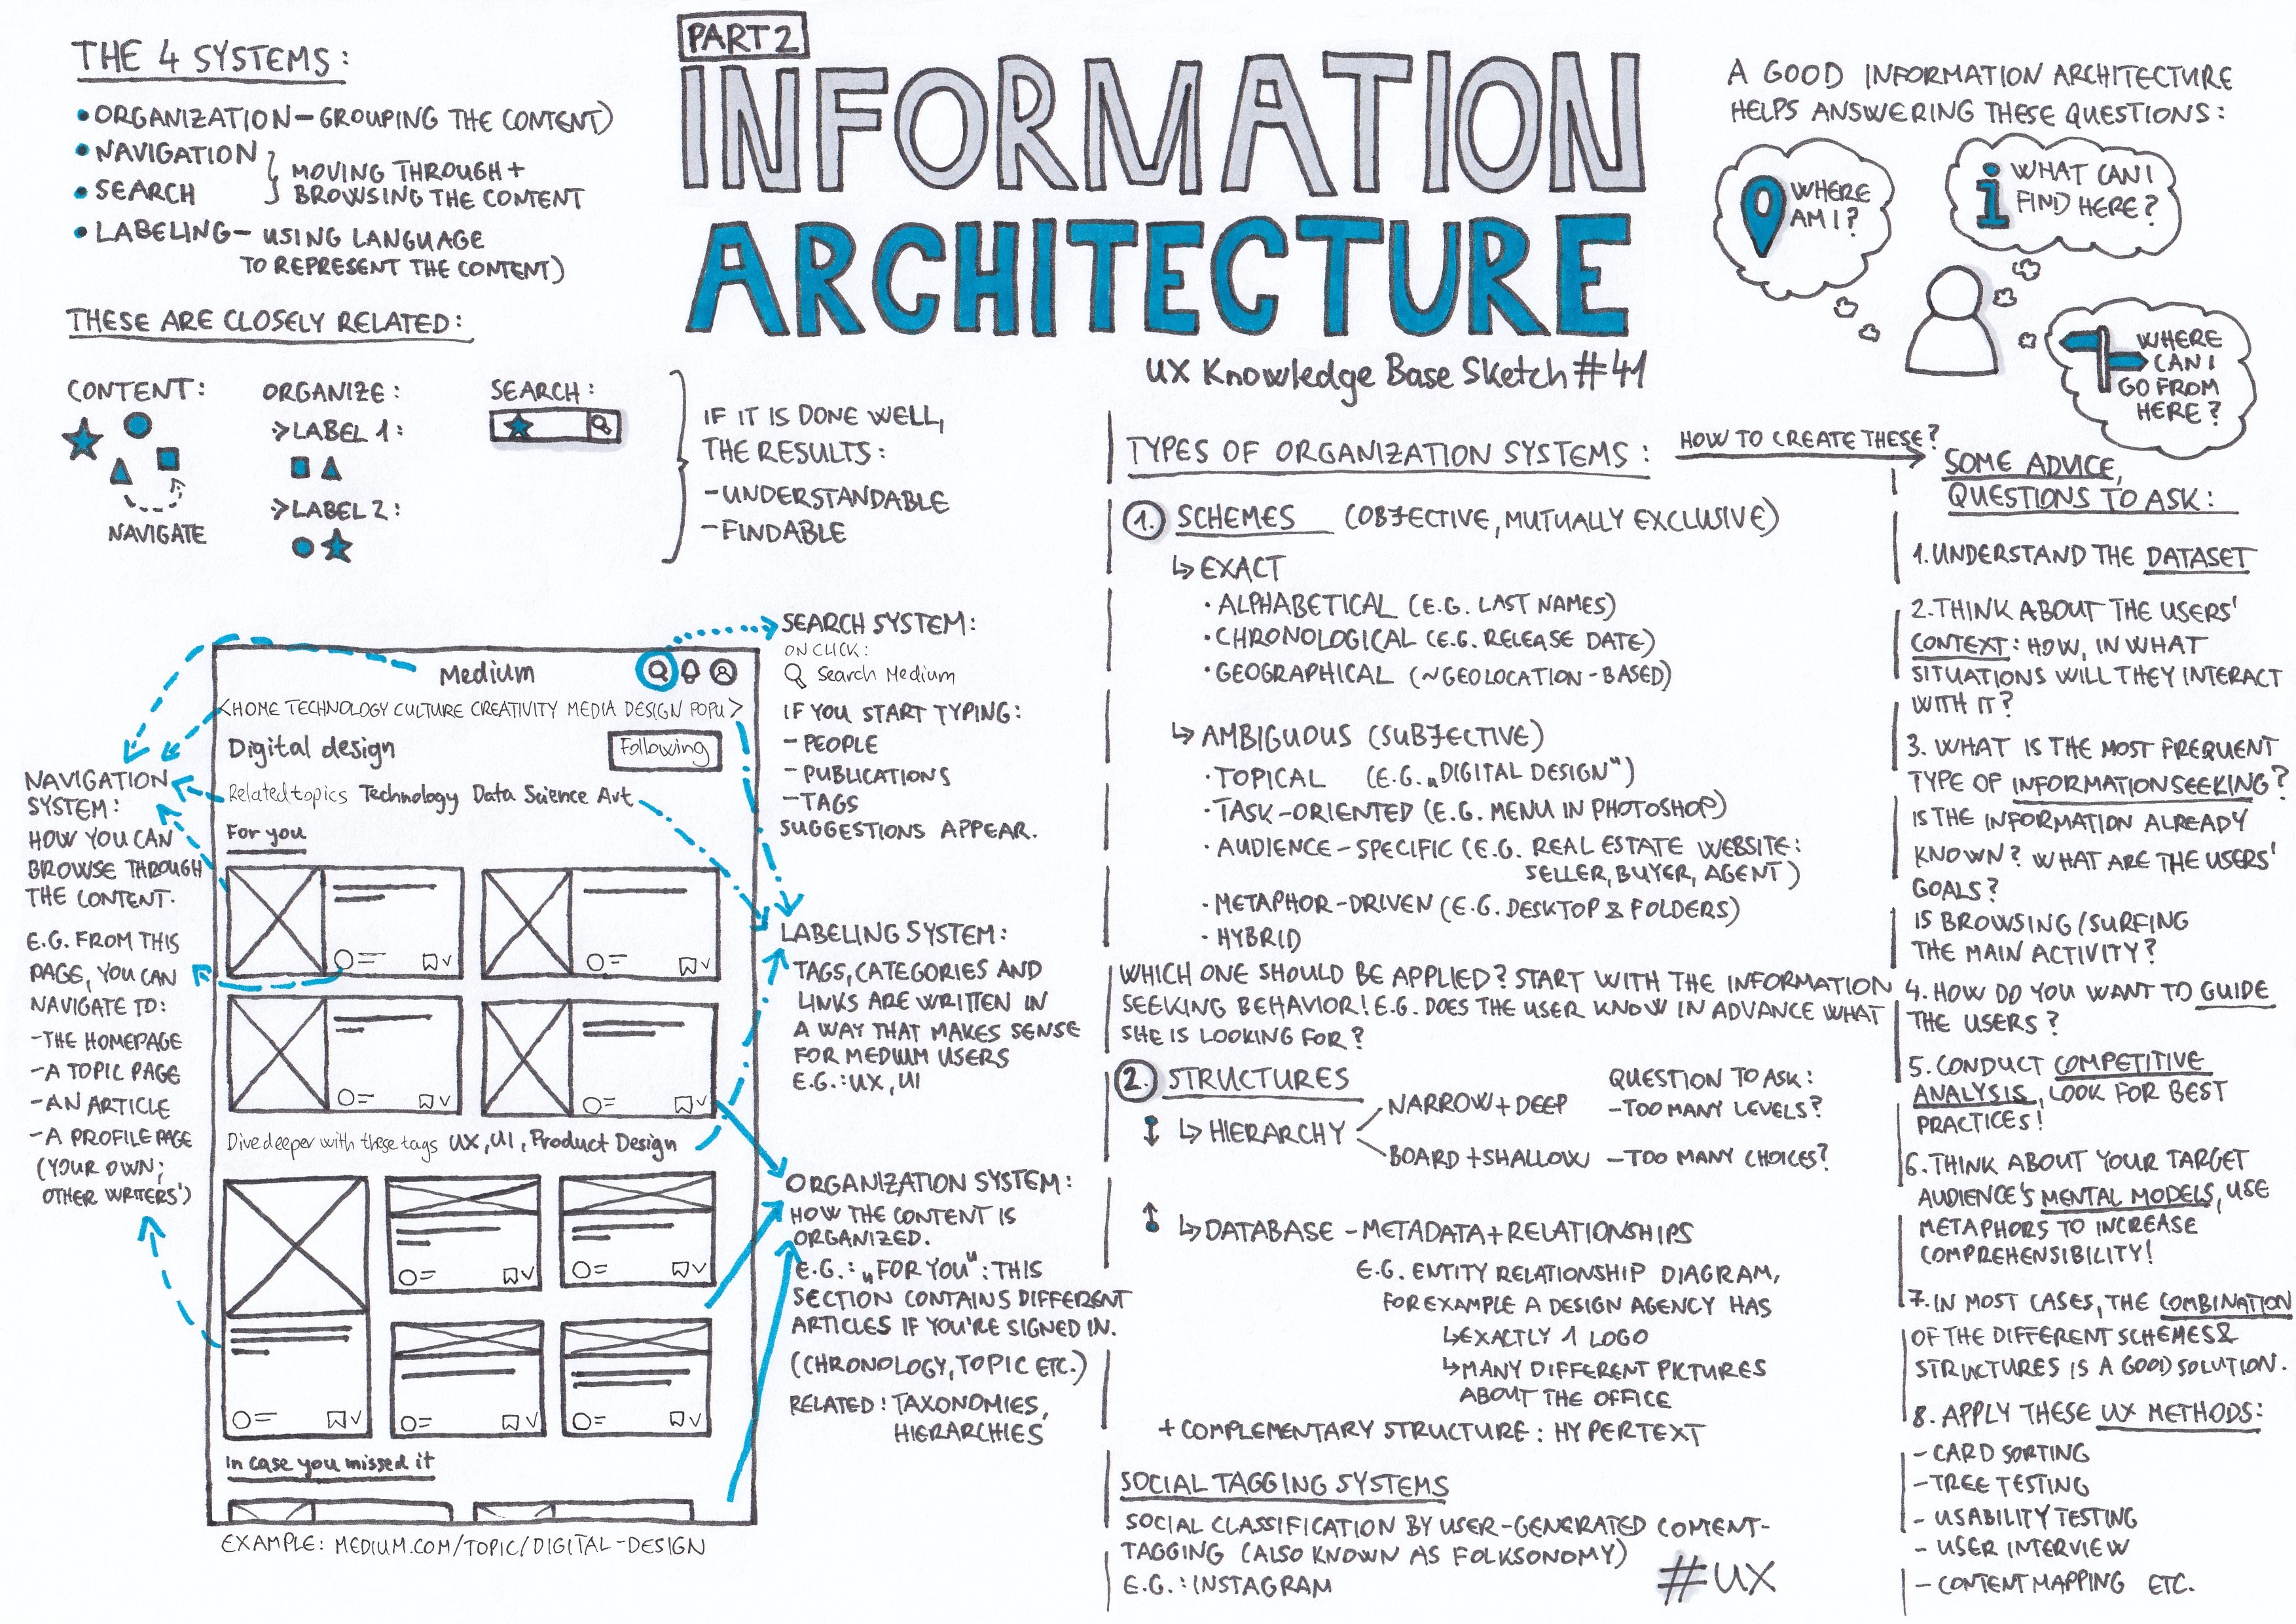 PART 2
INFORMATION
ARCHITECTURE
UX Knowledge Base Sketch #41
THE 4 SYSTEMS:
• ORGANIZATION – GROUPING THE CONTENT)
• NAVIGATION
• SEARCH
MOVING THROUGH +
BROWSING THE CONTENT
• LABELING – USING LANGUAGE
TO REPRESENT THE CONTENT)
THESE ARE CLOSELY RELATED:
CONTENT:
NAVIGATE
ORGANIZE:
>LABEL 1:
>LABEL 2:
SEARCH:
IF IT IS DONE WELL,
THE RESULTS:
-UNDERSTANDABLE
-FINDABLE
NAVIGATION
SYSTEM:
HOW YOU CAN
BROWSE THROUGH
THE CONTENT.
E.G. FROM THIS
PAGE, YOU CAN
NAVIGATE TO:
-THE HOMEPAGE
-A TOPIC PAGE
-AN ARTICLE
-A PROFILE PAGE
(YOUR OWN;
OTHER WRITERS')
Medium
<HOME TECHNOLOGY CULTURE CREATIVITY MEDIA DESIGN POPU>
Digital design
Following
Related topics Technology Data Science Art
For you
Dive deeper with these tags UX, UI, Product Design
In case you missed it
EXAMPLE: MEDIUM.COM/TOPIC/DIGITAL-DESIGN
SEARCH SYSTEM:
ON CLICK:
Search Medium
IF YOU START TYPING:
- PEOPLE
- PUBLICATIONS
-TAGS
SUGGESTIONS APPEAR.
LABELING SYSTEM:
TAGS, CATEGORIES AND
LINKS ARE WRITTEN IN
A WAY THAT MAKES SENSE
FOR MEDIUM USERS
E.G.: UX, UI
ORGANIZATION SYSTEM:
HOW THE CONTENT IS
ORGANIZED.
E.G.: „FOR YOU": THIS
SECTION CONTAINS DIFFERENT
ARTICLES IF YOU'RE SIGNED IN.
(CHRONOLOGY, TOPIC ETC.)
RELATED: TAXONOMIES,
HIERARCHIES
TYPES OF ORGANIZATION SYSTEMS:
1. SCHEMES (OBJECTIVE, MUTUALLY EXCLUSIVE)
↳ EXACT
· ALPHABETICAL (E.G. LAST NAMES)
· CHRONOLOGICAL (E.G. RELEASE DATE)
· GEOGRAPHICAL (~GEOLOCATION-BASED)
↳ AMBIGUOUS (SUBJECTIVE)
· TOPICAL (E.G. „DIGITAL DESIGN")
· TASK-ORIENTED (E.G. MENU IN PHOTOSHOP)
· AUDIENCE-SPECIFIC (E.G. REAL ESTATE WEBSITE:
SELLER, BUYER, AGENT)
· METAPHOR-DRIVEN (E.G. DESKTOP & FOLDERS)
· HYBRID
WHICH ONE SHOULD BE APPLIED? START WITH THE INFORMATION
SEEKING BEHAVIOR! E.G. DOES THE USER KNOW IN ADVANCE WHAT
SHE IS LOOKING FOR?
2. STRUCTURES
↳ HIERARCHY
NARROW + DEEP
BOARD + SHALLOW
QUESTION TO ASK:
-TOO MANY LEVELS?
-TOO MANY CHOICES?
↳ DATABASE – METADATA + RELATIONSHIPS
E.G. ENTITY RELATIONSHIP DIAGRAM,
FOR EXAMPLE A DESIGN AGENCY HAS
↳ EXACTLY 1 LOGO
↳ MANY DIFFERENT PICTURES
ABOUT THE OFFICE
+ COMPLEMENTARY STRUCTURE: HYPERTEXT
SOCIAL TAGGING SYSTEMS
SOCIAL CLASSIFICATION BY USER-GENERATED CONTENT-
TAGGING (ALSO KNOWN AS FOLKSONOMY)
E.G.: INSTAGRAM
#UX
A GOOD INFORMATION ARCHITECTURE
HELPS ANSWERING THESE QUESTIONS:
WHERE
AM I?
WHAT CAN I
FIND HERE?
WHERE
CAN I
GO FROM
HERE?
HOW TO CREATE THESE?
SOME ADVICE,
QUESTIONS TO ASK:
1. UNDERSTAND THE DATASET
2. THINK ABOUT THE USERS'
CONTEXT: HOW, IN WHAT
SITUATIONS WILL THEY INTERACT
WITH IT?
3. WHAT IS THE MOST FREQUENT
TYPE OF INFORMATION SEEKING?
IS THE INFORMATION ALREADY
KNOWN? WHAT ARE THE USERS'
GOALS?
IS BROWSING/SURFING
THE MAIN ACTIVITY?
4. HOW DO YOU WANT TO GUIDE
THE USERS?
5. CONDUCT COMPETITIVE
ANALYSIS, LOOK FOR BEST
PRACTICES!
6. THINK ABOUT YOUR TARGET
AUDIENCE'S MENTAL MODELS, USE
METAPHORS TO INCREASE
COMPREHENSIBILITY!
7. IN MOST CASES, THE COMBINATION
OF THE DIFFERENT SCHEMES &
STRUCTURES IS A GOOD SOLUTION.
8. APPLY THESE UX METHODS:
- CARD SORTING
- TREE TESTING
- USABILITY TESTING
- USER INTERVIEW
- CONTENT MAPPING ETC.